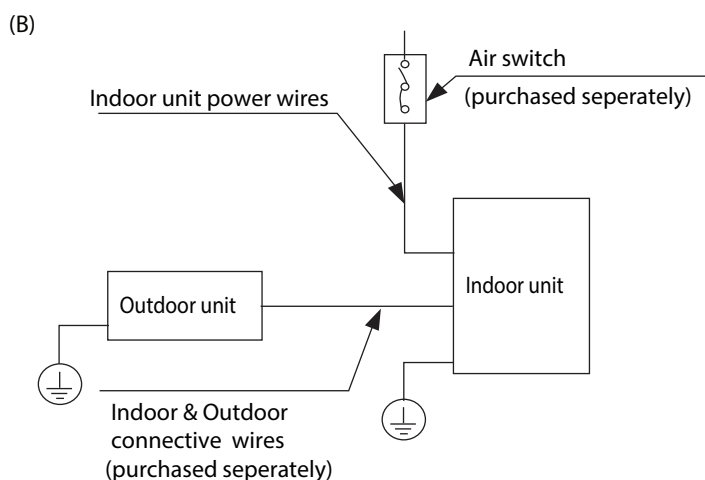 (B)
Air switch
(purchased seperately)
Indoor unit power wires
Indoor unit
Outdoor unit
Indoor & Outdoor
connective wires
(purchased seperately)